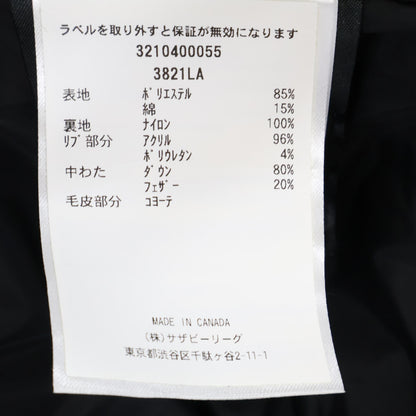 ラベルを取り外すと保証が無効になります
3210400055
3821LA
表地 ポリエステル 85%
綿 15%
裏地 ナイロン 100%
リブ部分 アクリル 96%
ポリウレタン 4%
中わた ダウン 80%
フェザー 20%
毛皮部分 コヨーテ
MADE IN CANADA
(株)サザビーリーグ
東京都渋谷区千駄ヶ谷2-11-1